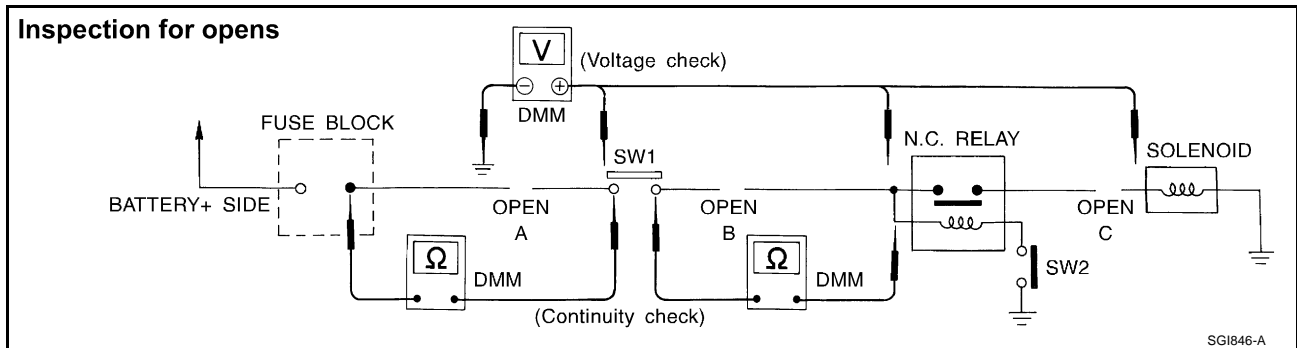 Inspection for opens
V
(Voltage check)
− +
DMM
FUSE BLOCK
N.C. RELAY
SW1
SOLENOID
BATTERY+ SIDE
OPEN
A
OPEN
B
OPEN
C
Ω
DMM
Ω
DMM
SW2
(Continuity check)
SGI846-A